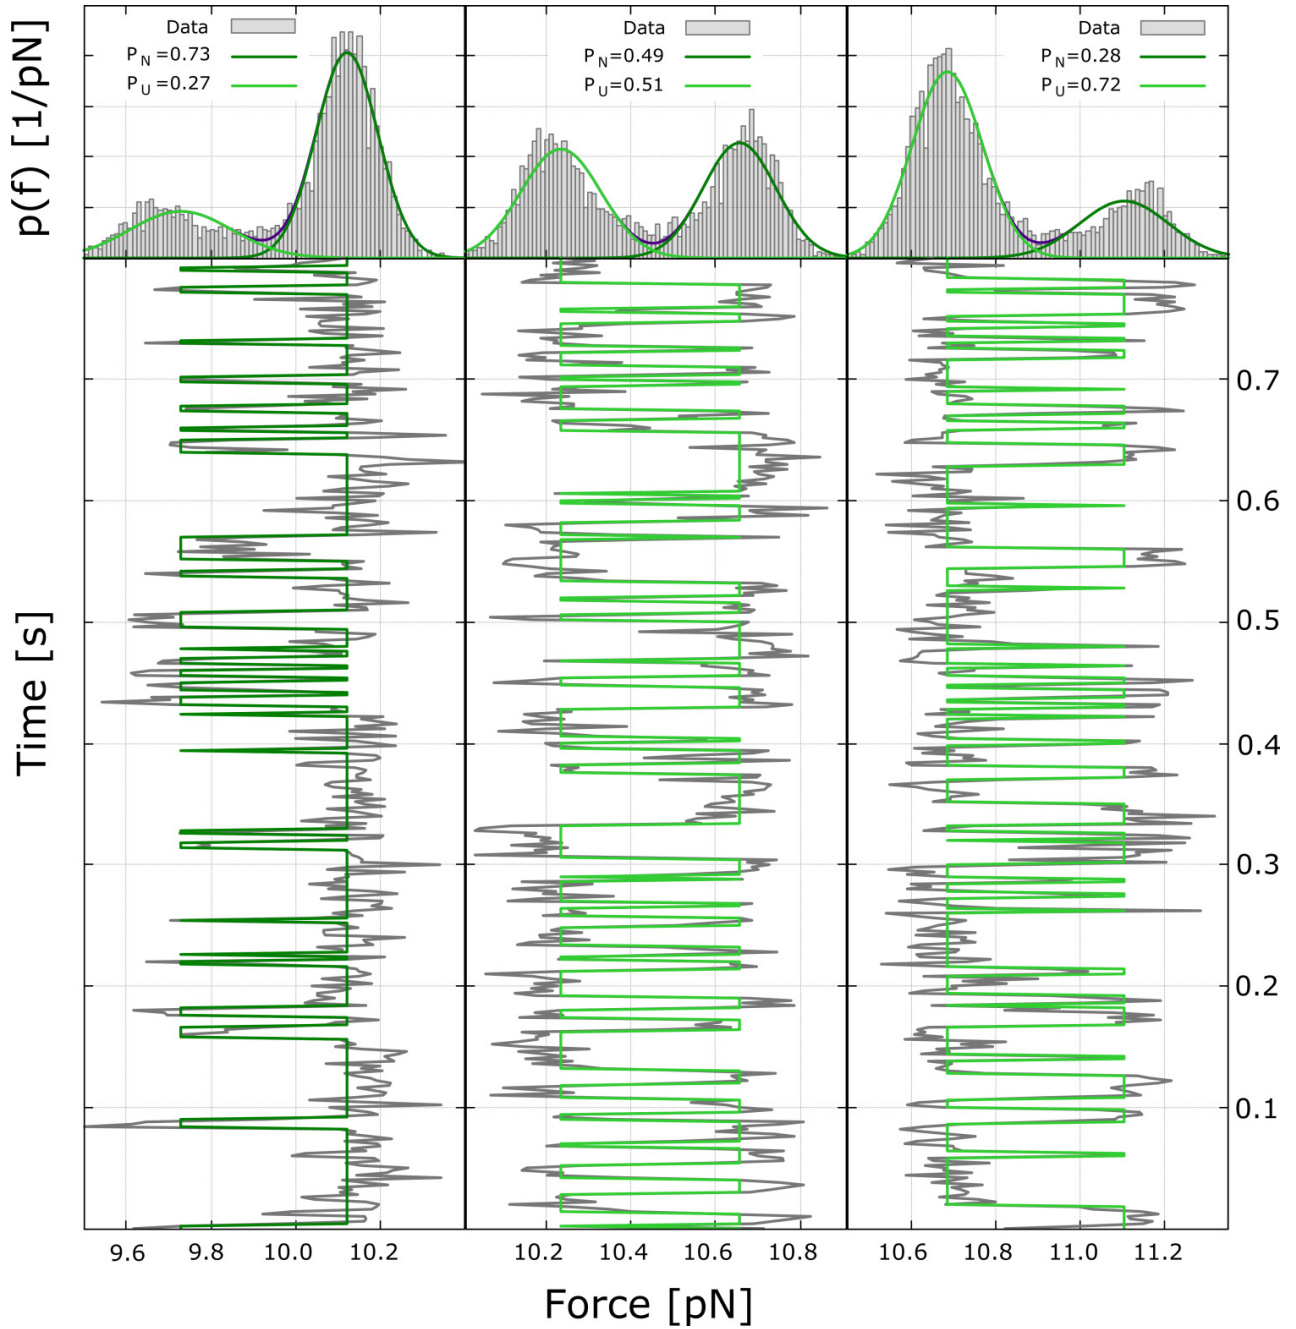 p(f) [1/pN]
Data
P_N=0.73
P_U=0.27
Data
P_N=0.49
P_U=0.51
Data
P_N=0.28
P_U=0.72
Time [s]
0.7
0.6
0.5
0.4
0.3
0.2
0.1
9.6 9.8 10.0 10.2 10.2 10.4 10.6 10.8 10.6 10.8 11.0 11.2
Force [pN]